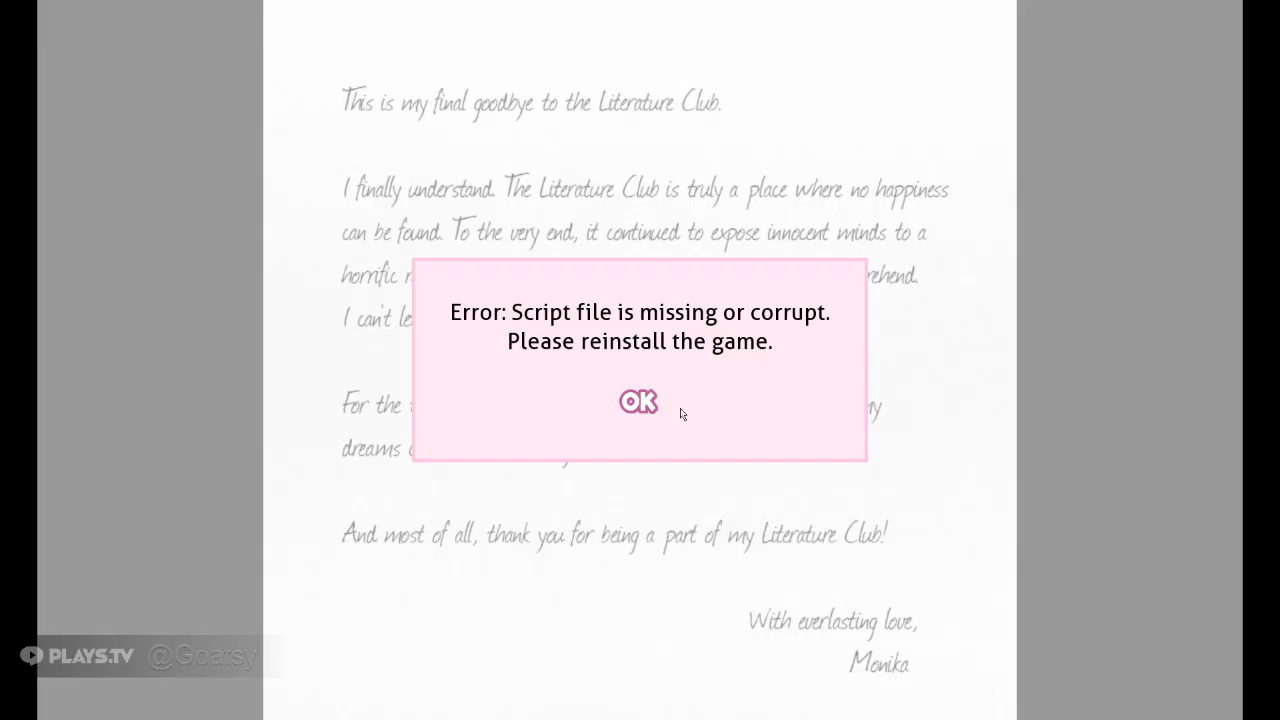 This is my final goodbye to the Literature Club.
I finally understand. The Literature Club is truly a place where no happiness
can be found. To the very end, it continued to expose innocent minds to a
horrific
I can't
Error: Script file is missing or corrupt.
Please reinstall the game.
OK
For the
dreams
And most of all, thank you for being a part of my Literature Club!
With everlasting love,
Monika
PLAYS.TV @Goatsy